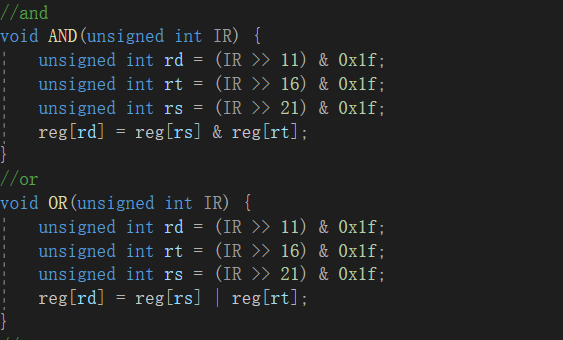 //and
void AND(unsigned int IR) {
unsigned int rd = (IR >> 11) & 0x1f;
unsigned int rt = (IR >> 16) & 0x1f;
unsigned int rs = (IR >> 21) & 0x1f;
reg[rd] = reg[rs] & reg[rt];
}
//or
void OR(unsigned int IR) {
unsigned int rd = (IR >> 11) & 0x1f;
unsigned int rt = (IR >> 16) & 0x1f;
unsigned int rs = (IR >> 21) & 0x1f;
reg[rd] = reg[rs] | reg[rt];
}